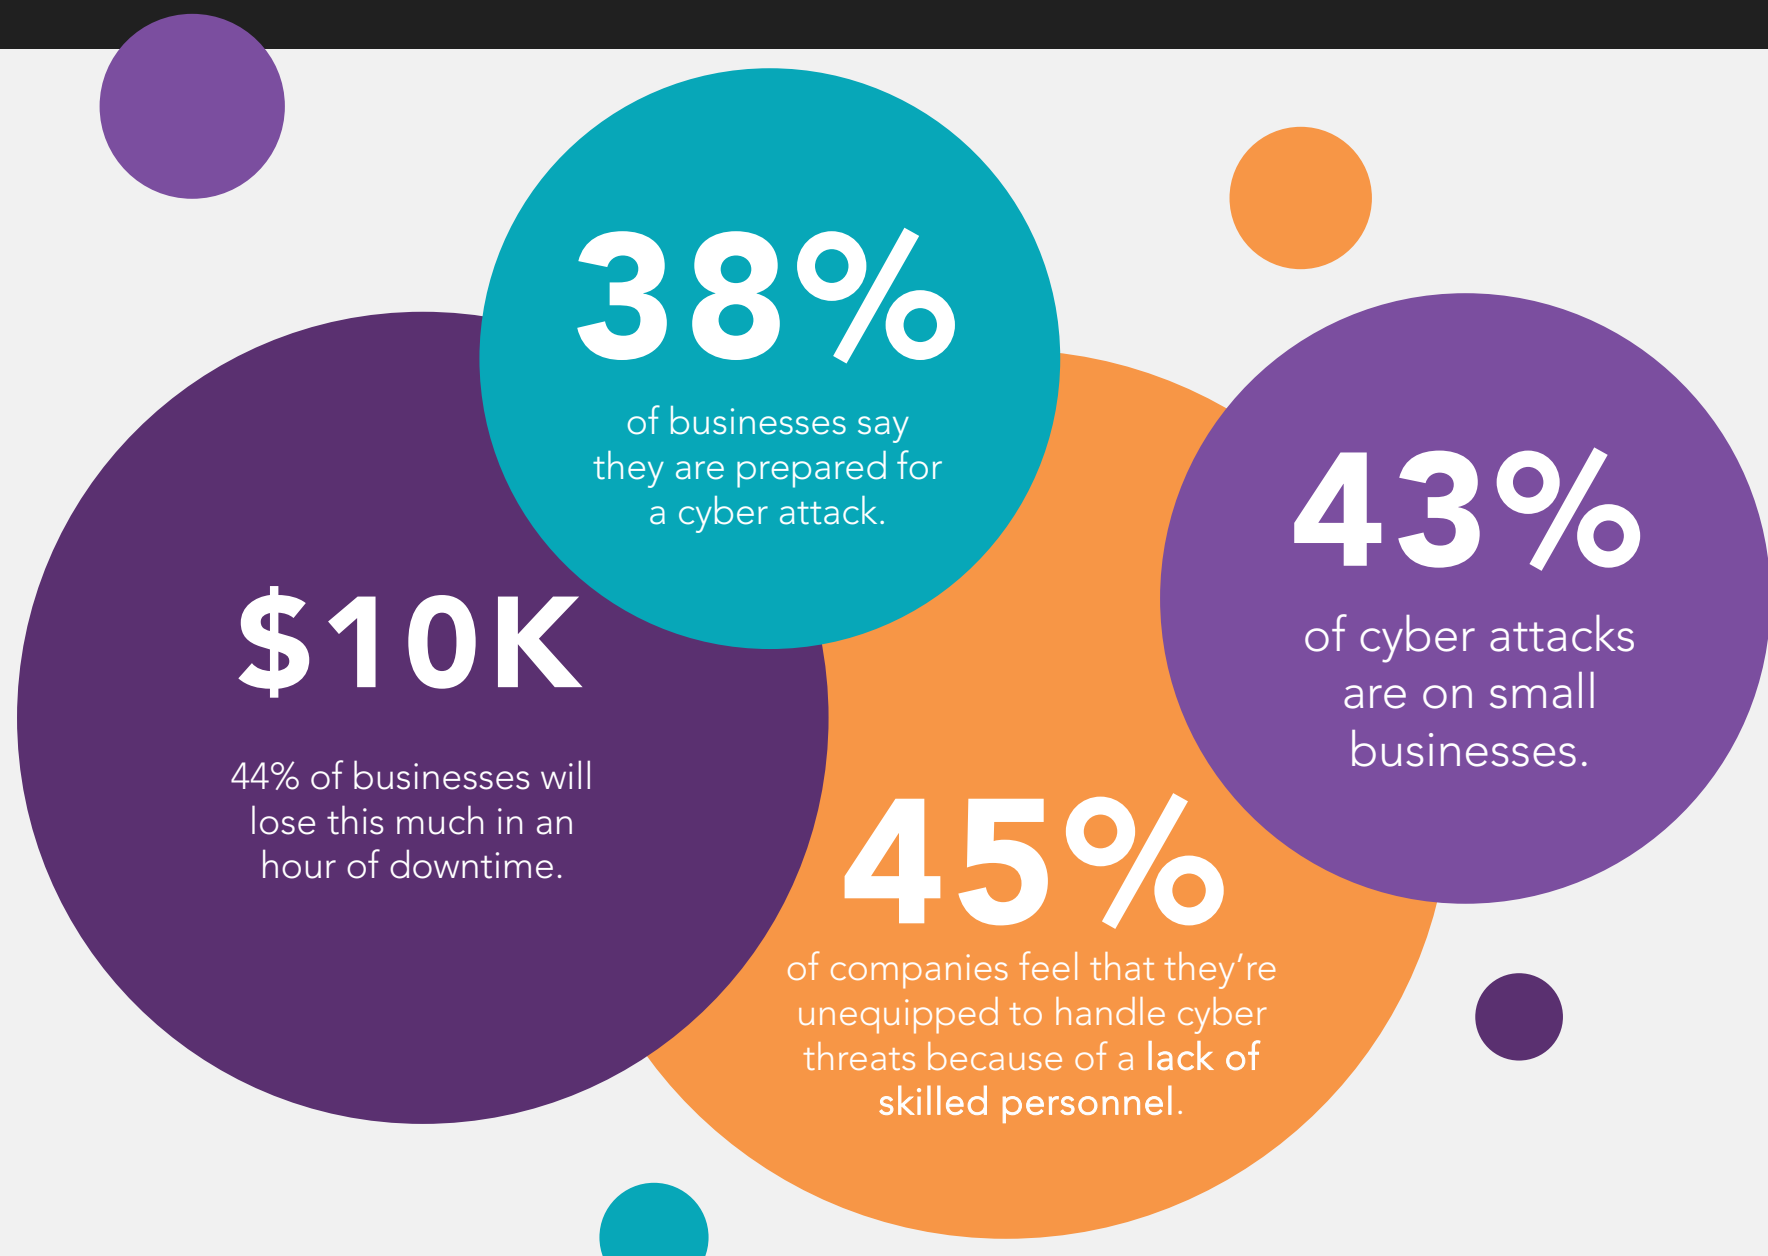 38%
of businesses say
they are prepared for
a cyber attack.
43%
of cyber attacks
are on small
businesses.
$10K
44% of businesses will
lose this much in an
hour of downtime.
45%
of companies feel that they’re
unequipped to handle cyber
threats because of a lack of
skilled personnel.